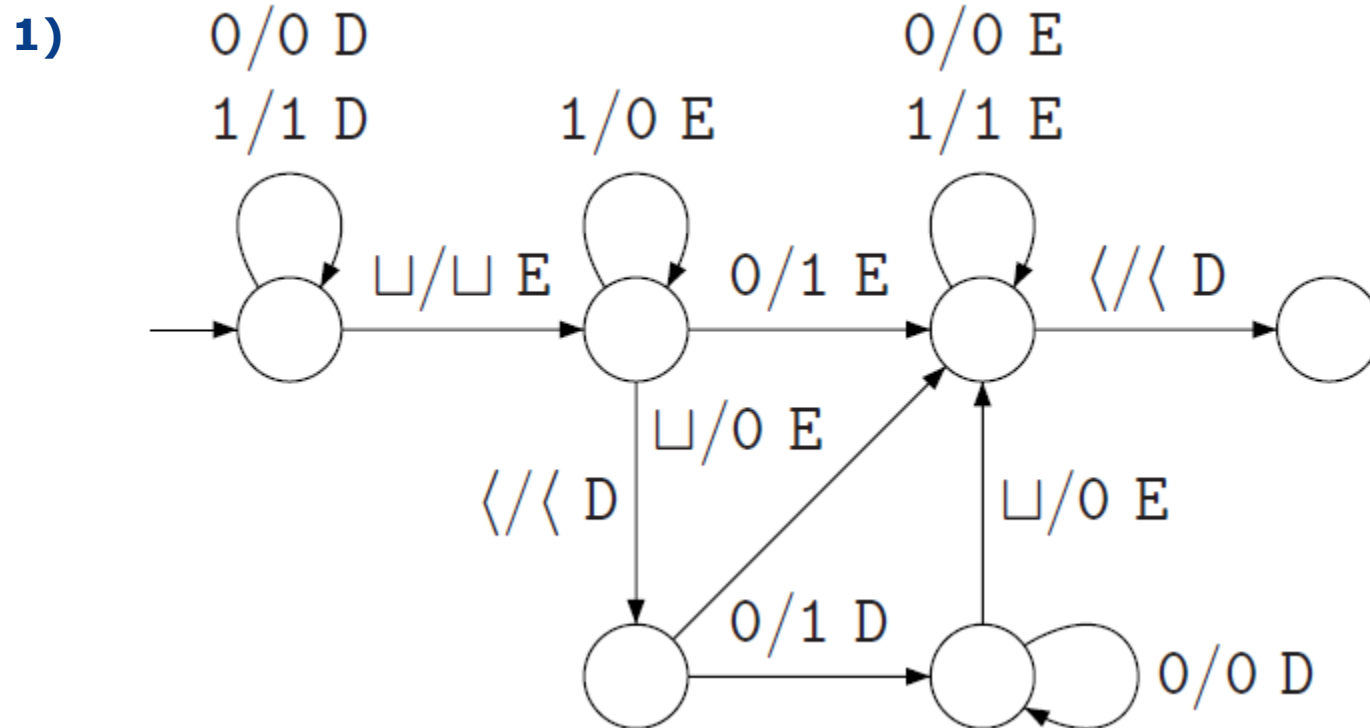 1)
0/0 D
1/1 D
1/0 E
0/0 E
1/1 E
⊔/⊔ E
0/1 E
⟨/⟨ D
⊔/0 E
⟨/⟨ D
⊔/0 E
0/1 D
0/0 D